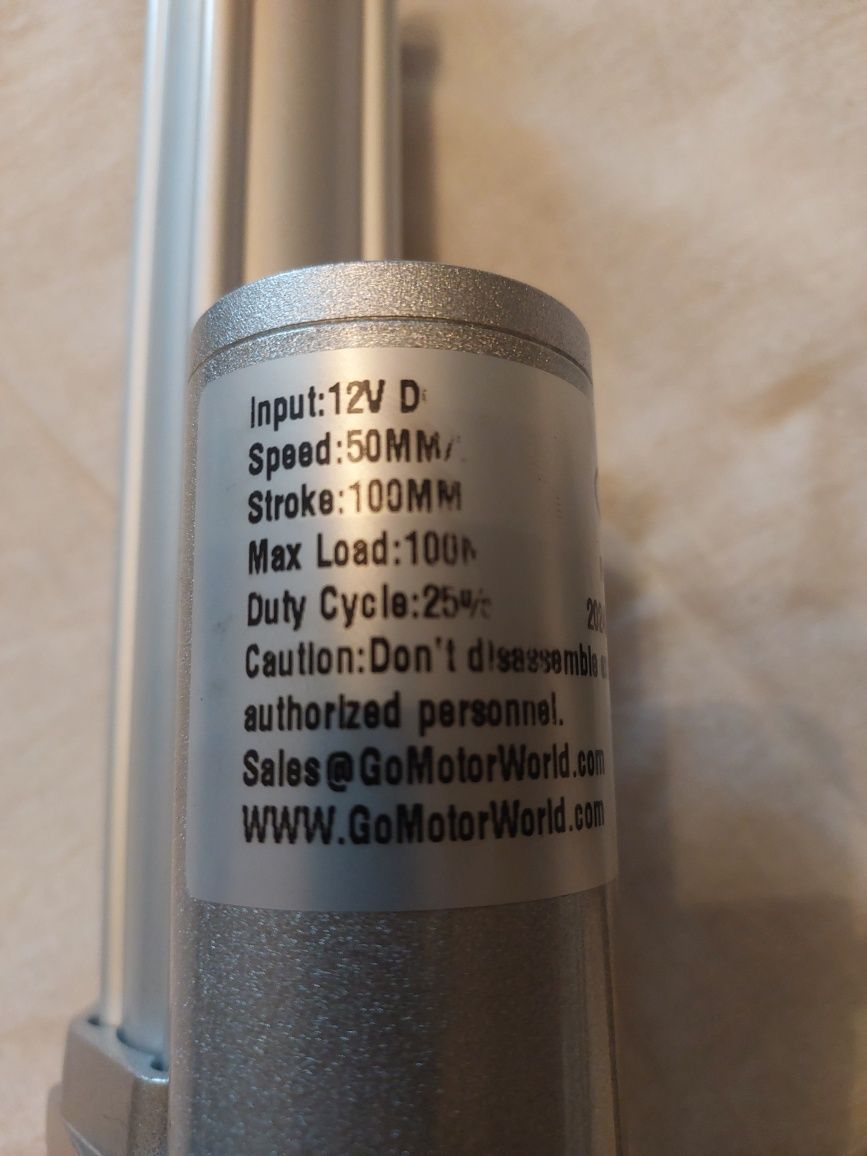 Input:12V
Speed:50MM/
Stroke:100MM
Max Load:100N
Duty Cycle:25%
Caution:Don't disassemble
authorized personnel.
Sales@GoMotorWorld.com
WWW.GoMotorWorld.com